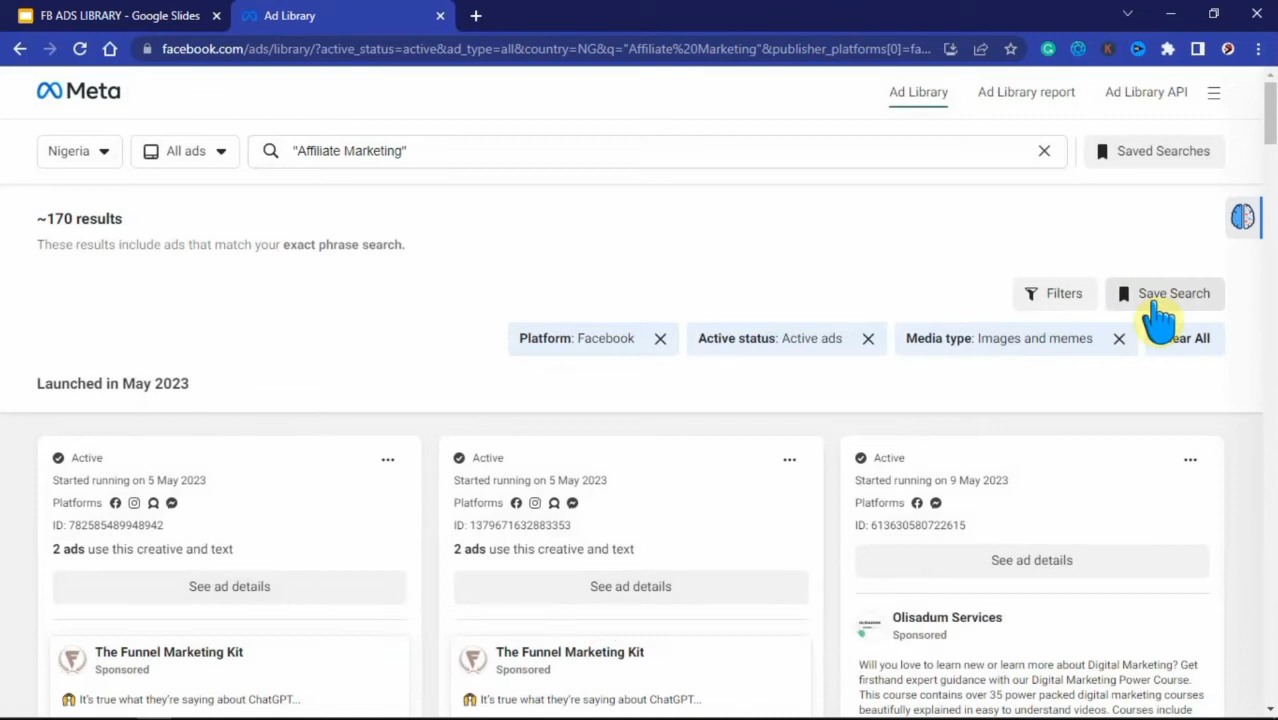 FB ADS LIBRARY - Google Slides
Ad Library
facebook.com/ads/library/?active_status=active&ad_type=all&country=NG&q="Affiliate%20Marketing"&publisher_platforms[0]=fa...
Meta
Ad Library
Ad Library report
Ad Library API
Nigeria
All ads
"Affiliate Marketing"
Saved Searches
~170 results
These results include ads that match your exact phrase search.
Filters
Save Search
Platform: Facebook
Active status: Active ads
Media type: Images and memes
All
Launched in May 2023
Active
Started running on 5 May 2023
Platforms
ID: 782585489948942
2 ads use this creative and text
See ad details
The Funnel Marketing Kit
Sponsored
It's true what they're saying about ChatGPT...
Active
Started running on 5 May 2023
Platforms
ID: 1379671632883353
2 ads use this creative and text
See ad details
The Funnel Marketing Kit
Sponsored
It's true what they're saying about ChatGPT...
Active
Started running on 9 May 2023
Platforms
ID: 613630580722615
See ad details
Olisadum Services
Sponsored
Will you love to learn new or learn more about Digital Marketing? Get
firsthand expert guidance with our Digital Marketing Power Course.
This course contains over 35 power packed digital marketing courses
beautifully explained in easy to understand videos. Courses include